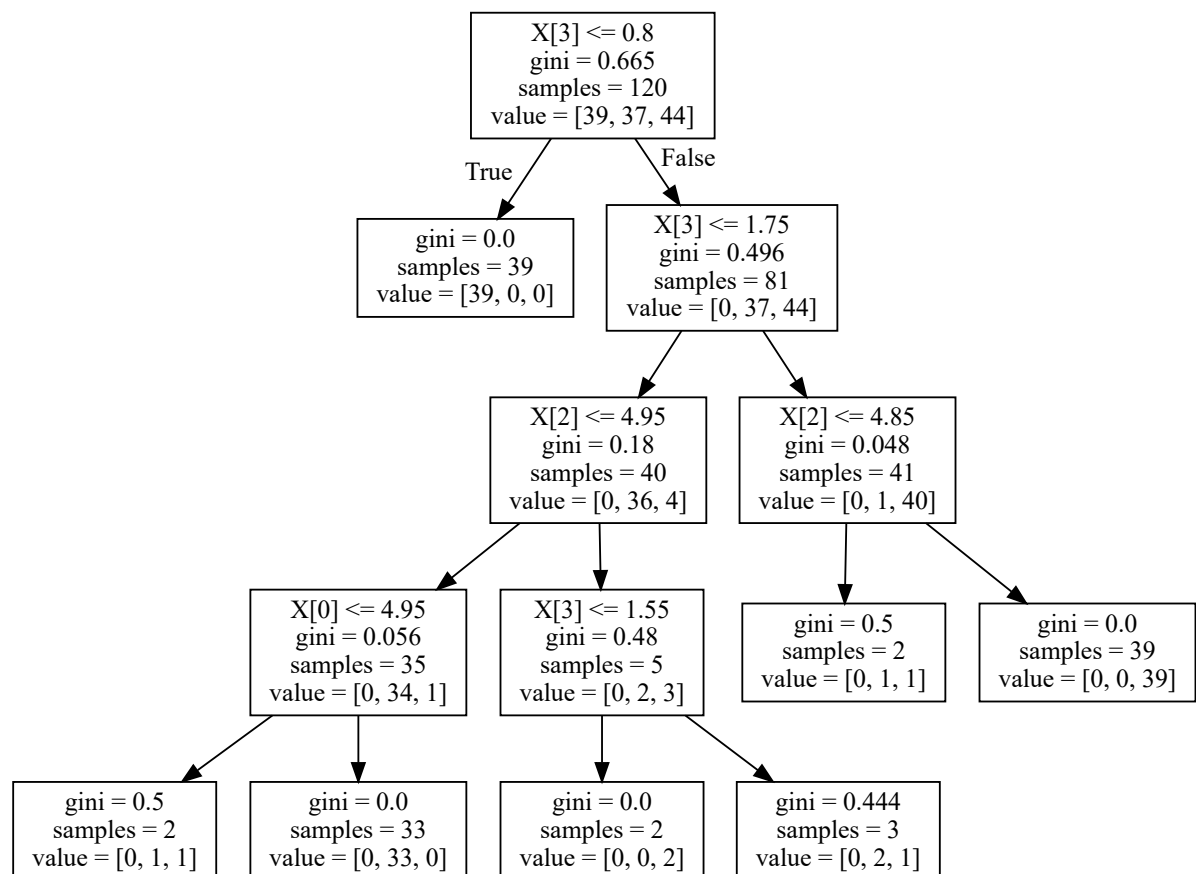 X[3] <= 0.8
gini = 0.665
samples = 120
value = [39, 37, 44]
True
False
gini = 0.0
samples = 39
value = [39, 0, 0]
X[3] <= 1.75
gini = 0.496
samples = 81
value = [0, 37, 44]
X[2] <= 4.95
gini = 0.18
samples = 40
value = [0, 36, 4]
X[2] <= 4.85
gini = 0.048
samples = 41
value = [0, 1, 40]
X[0] <= 4.95
gini = 0.056
samples = 35
value = [0, 34, 1]
X[3] <= 1.55
gini = 0.48
samples = 5
value = [0, 2, 3]
gini = 0.5
samples = 2
value = [0, 1, 1]
gini = 0.0
samples = 39
value = [0, 0, 39]
gini = 0.5
samples = 2
value = [0, 1, 1]
gini = 0.0
samples = 33
value = [0, 33, 0]
gini = 0.0
samples = 2
value = [0, 0, 2]
gini = 0.444
samples = 3
value = [0, 2, 1]